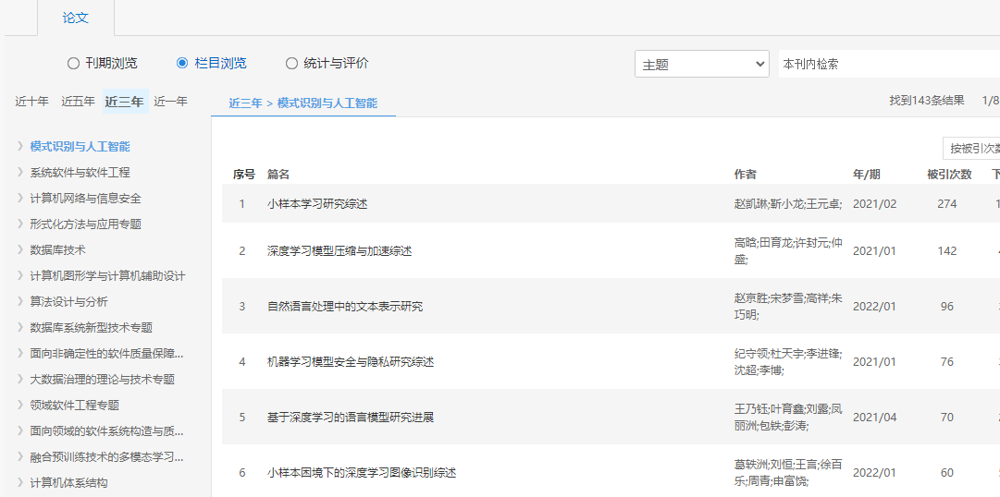 论文
刊期浏览 栏目浏览 统计与评价 主题 本刊内检索
近十年 近五年 近三年 近一年
近三年 > 模式识别与人工智能 找到143条结果 1/8
模式识别与人工智能
系统软件与软件工程
计算机网络与信息安全
形式化方法与应用专题
数据库技术
计算机图形学与计算机辅助设计
算法设计与分析
数据库系统新型技术专题
面向非确定性的软件质量保障...
大数据治理的理论与技术专题
领域软件工程专题
面向领域的软件系统构造与质...
融合预训练技术的多模态学习...
计算机体系结构
按被引次数
序号 篇名 作者 年/期 被引次数 下
1 小样本学习研究综述 赵凯琳;靳小龙;王元卓; 2021/02 274
2 深度学习模型压缩与加速综述 高晗;田育龙;许封元;仲
盛; 2021/01 142
3 自然语言处理中的文本表示研究 赵京胜;宋梦雪;高祥;朱
巧明; 2022/01 96
4 机器学习模型安全与隐私研究综述 纪守领;杜天宇;李进锋;
沈超;李博; 2021/01 76
5 基于深度学习的语言模型研究进展 王乃钰;叶育鑫;刘露;凤
丽洲;包铁;彭涛; 2021/04 70
6 小样本困境下的深度学习图像识别综述 葛轶洲;刘恒;王言;徐百
乐;周青;申富饶; 2022/01 60